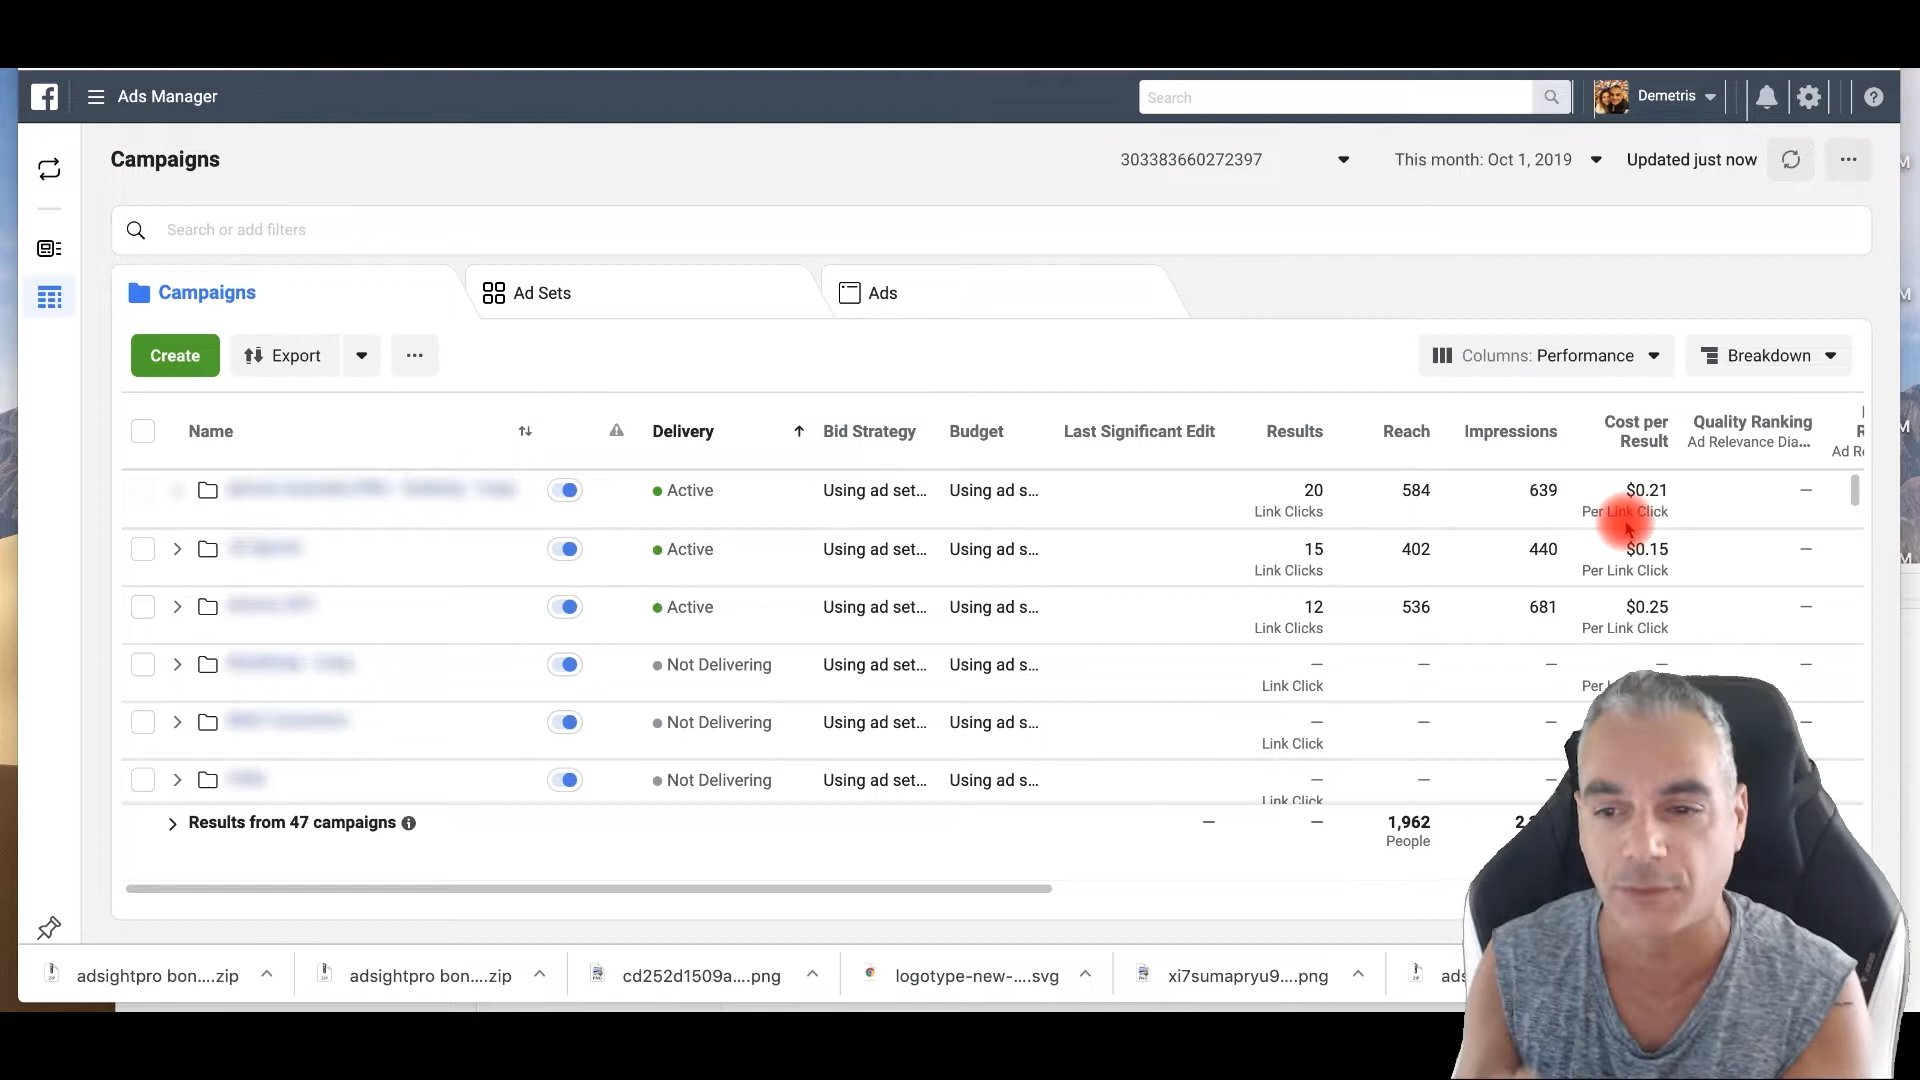 Ads Manager
Search
Demetris
Campaigns
303383660272397
This month: Oct 1, 2019
Updated just now
Search or add filters
Campaigns
Ad Sets
Ads
Create
Export
Columns: Performance
Breakdown
Name
Delivery
Bid Strategy
Budget
Last Significant Edit
Results
Reach
Impressions
Cost per Result
Quality Ranking
Ad Relevance Dia...
Active
Using ad set...
Using ad s...
20
584
639
$0.21
Link Clicks
Per Link Click
Active
Using ad set...
Using ad s...
15
402
440
$0.15
Link Clicks
Per Link Click
Active
Using ad set...
Using ad s...
12
536
681
$0.25
Link Clicks
Per Link Click
Not Delivering
Using ad set...
Using ad s...
Link Click
Per
Not Delivering
Using ad set...
Using ad s...
Link Click
Not Delivering
Using ad set...
Using ad s...
Link Click
Results from 47 campaigns
1,962
People
adsightpro bon....zip
adsightpro bon....zip
cd252d1509a....png
logotype-new-....svg
xi7sumapryu9....png